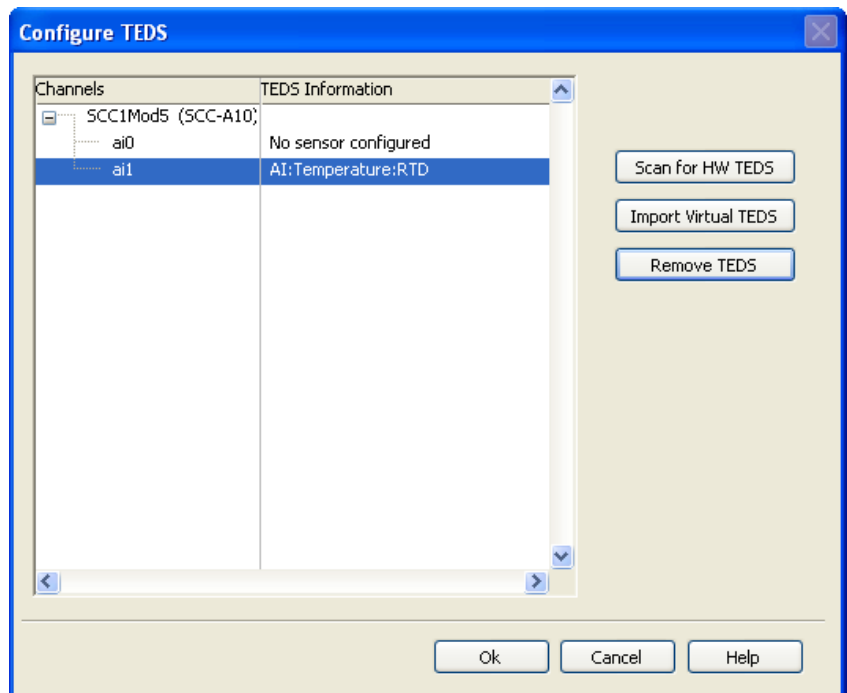 Configure TEDS
Channels TEDS Information
SCC1Mod5 (SCC-A10)
ai0 No sensor configured
ai1 AI:Temperature:RTD
Scan for HW TEDS
Import Virtual TEDS
Remove TEDS
Ok Cancel Help